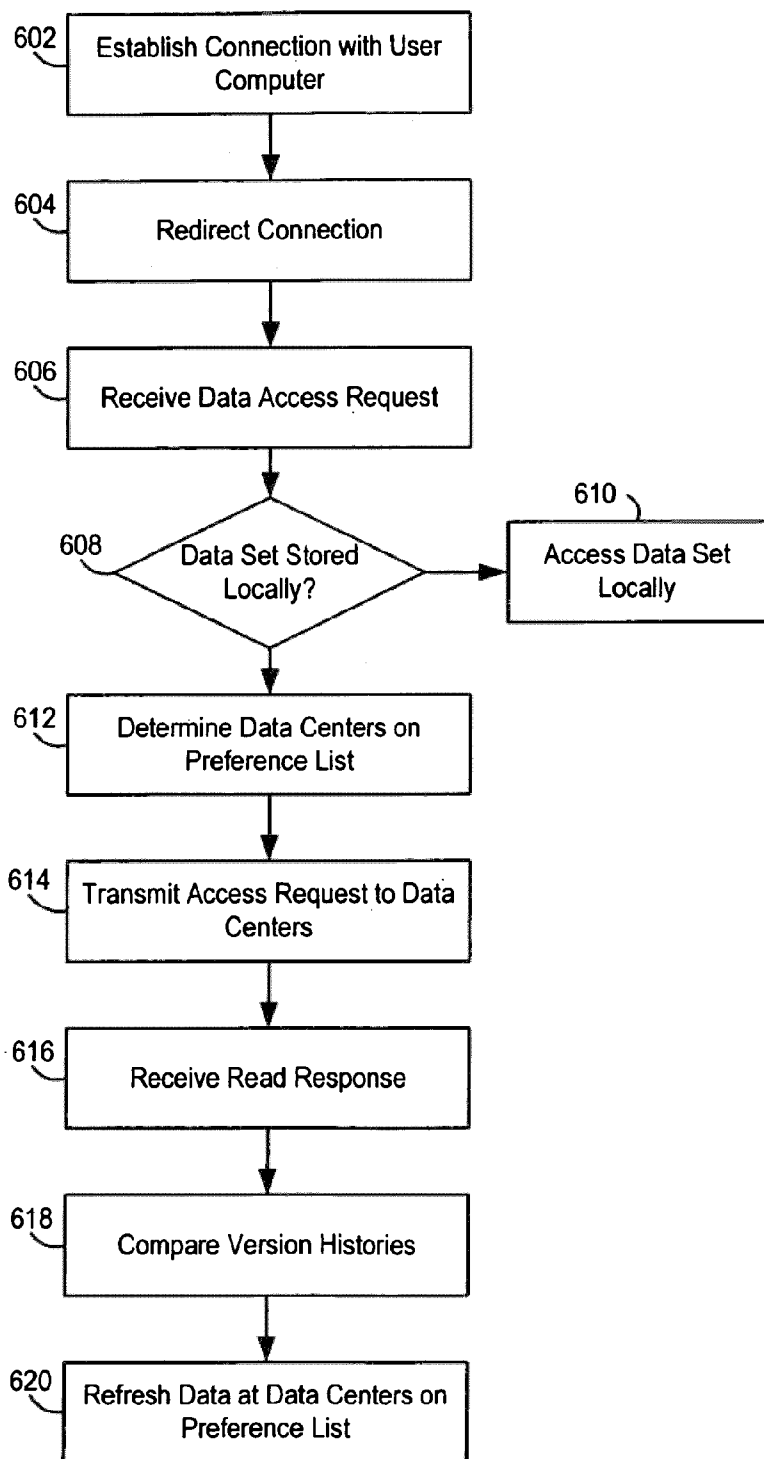 602
Establish Connection with User
Computer
604
Redirect Connection
606
Receive Data Access Request
608
Data Set Stored
Locally?
610
Access Data Set
Locally
612
Determine Data Centers on
Preference List
614
Transmit Access Request to Data
Centers
616
Receive Read Response
618
Compare Version Histories
620
Refresh Data at Data Centers on
Preference List